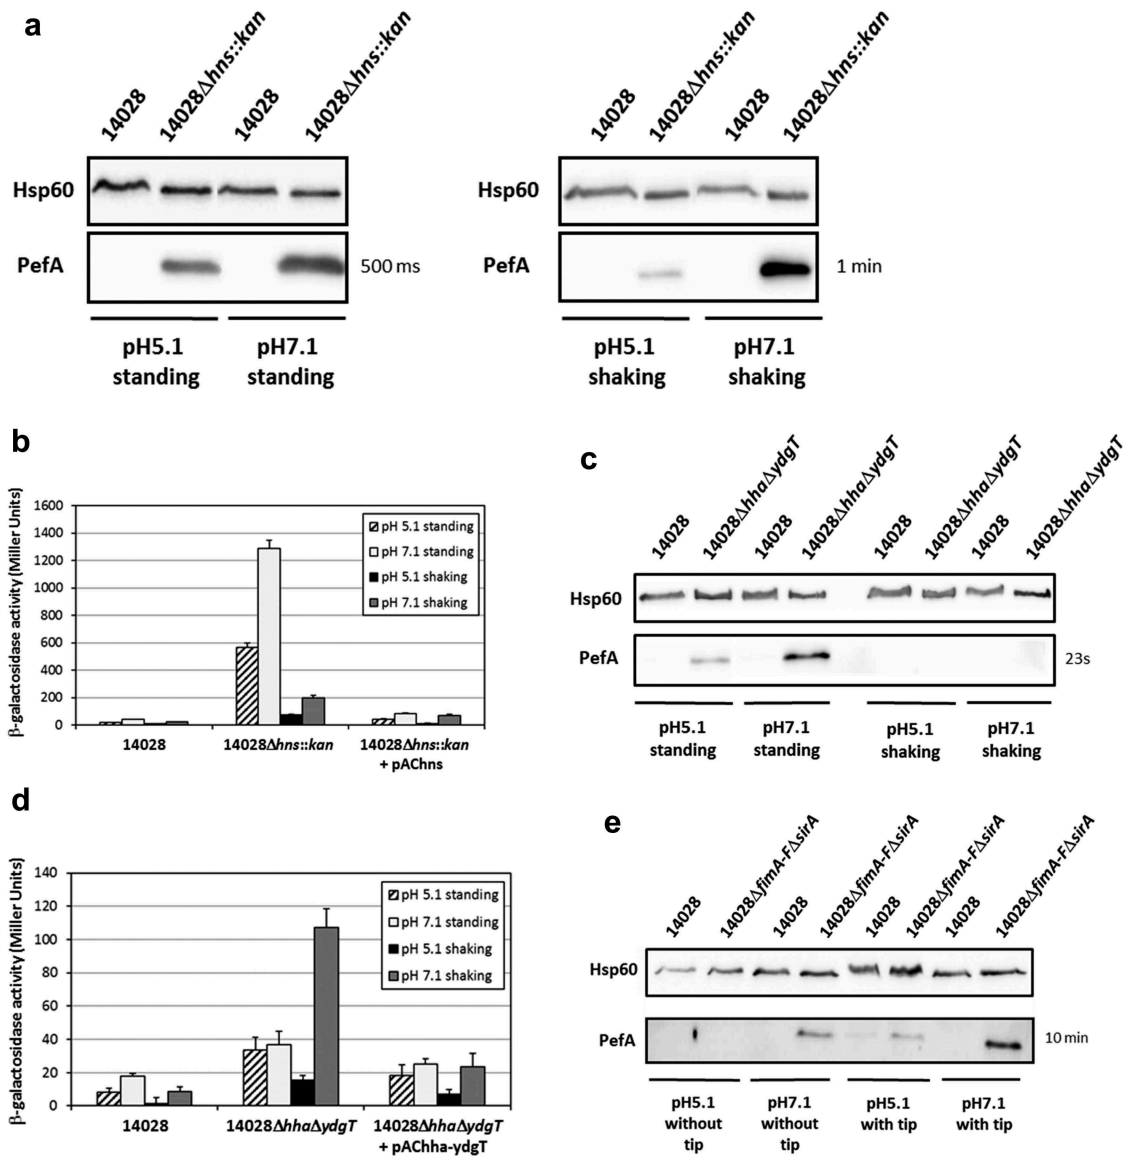 a
14028
14028Δhns::kan
14028
14028Δhns::kan
Hsp60
PefA
500 ms
pH5.1
standing
pH7.1
standing
14028
14028Δhns::kan
14028
14028Δhns::kan
Hsp60
PefA
1 min
pH5.1
shaking
pH7.1
shaking
b
β-galactosidase activity (Miller Units)
1600
1400
1200
1000
800
600
400
200
0
pH 5.1 standing
pH 7.1 standing
pH 5.1 shaking
pH 7.1 shaking
14028
14028Δhns::kan
14028Δhns::kan
+ pAChns
c
14028
14028ΔhhaΔydgT
14028
14028ΔhhaΔydgT
14028
14028ΔhhaΔydgT
14028
14028ΔhhaΔydgT
Hsp60
PefA
23s
pH5.1
standing
pH7.1
standing
pH5.1
shaking
pH7.1
shaking
d
β-galactosidase activity (Miller Units)
140
120
100
80
60
40
20
0
pH 5.1 standing
pH 7.1 standing
pH 5.1 shaking
pH 7.1 shaking
14028
14028ΔhhaΔydgT
14028ΔhhaΔydgT
+ pAChha-ydgT
e
14028
14028ΔfimA-FΔsirA
14028
14028ΔfimA-FΔsirA
14028
14028ΔfimA-FΔsirA
14028
14028ΔfimA-FΔsirA
Hsp60
PefA
10 min
pH5.1
without
tip
pH7.1
without
tip
pH5.1
with tip
pH7.1
with tip